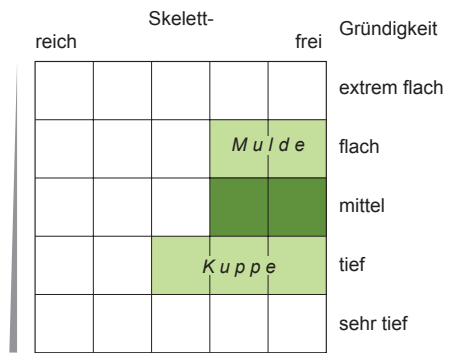 Skelett-
reich frei Gründigkeit
extrem flach
Mulde flach
mittel
Kuppe tief
sehr tief